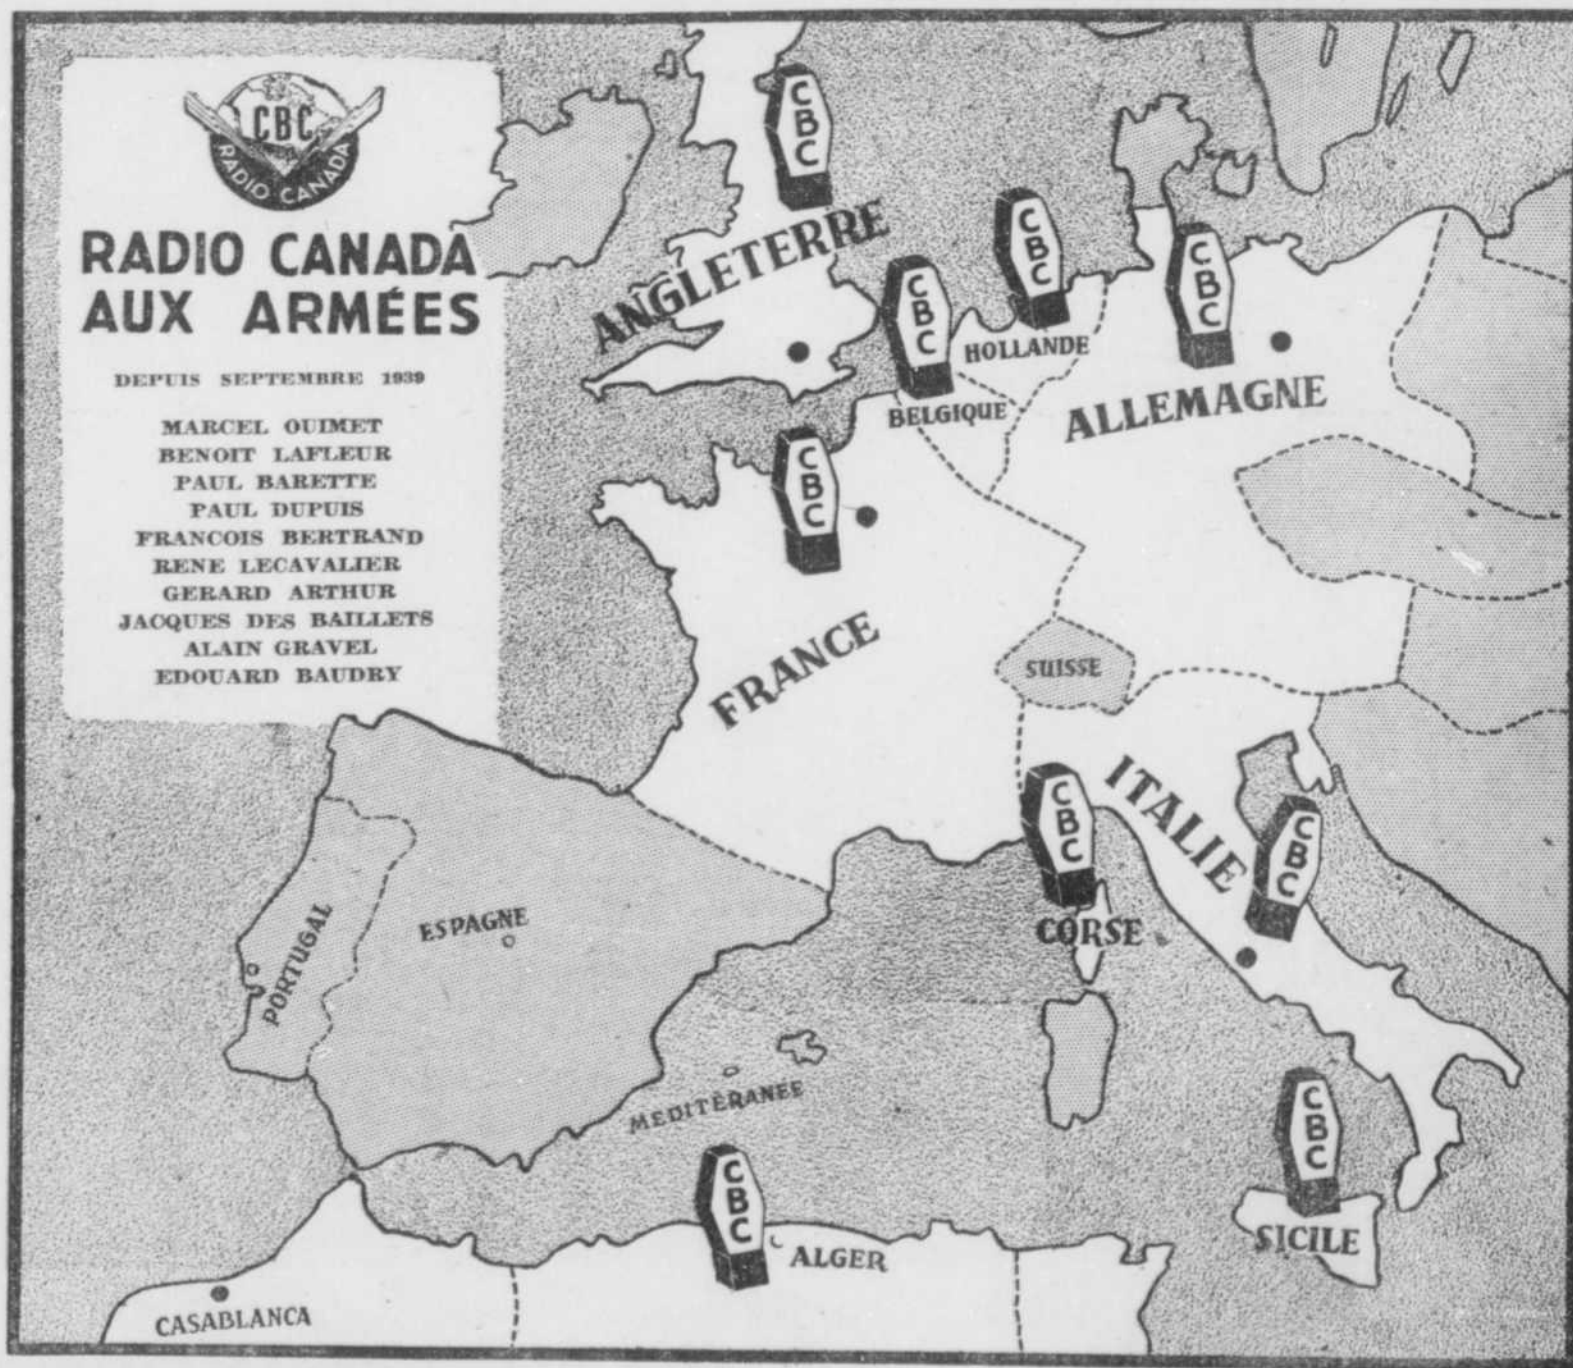 CBC
RADIO CANADA
RADIO CANADA
AUX ARMÉES
DEPUIS SEPTEMBRE 1939
MARCEL OUIMET
BENOIT LAFLEUR
PAUL BARETTE
PAUL DUPUIS
FRANCOIS BERTRAND
RENE LECAVALIER
GERARD ARTHUR
JACQUES DES BAILLETS
ALAIN GRAVEL
EDOUARD BAUDRY
CBC
ANGLETERRE
CBC
HOLLANDE
CBC
BELGIQUE
CBC
ALLEMAGNE
CBC
FRANCE
SUISSE
ITALIE
CBC
CBC
CORSE
ESPAGNE
PORTUGAL
MEDITÉRANÉE
CBC
SICILE
CBC
ALGER
CASABLANCA